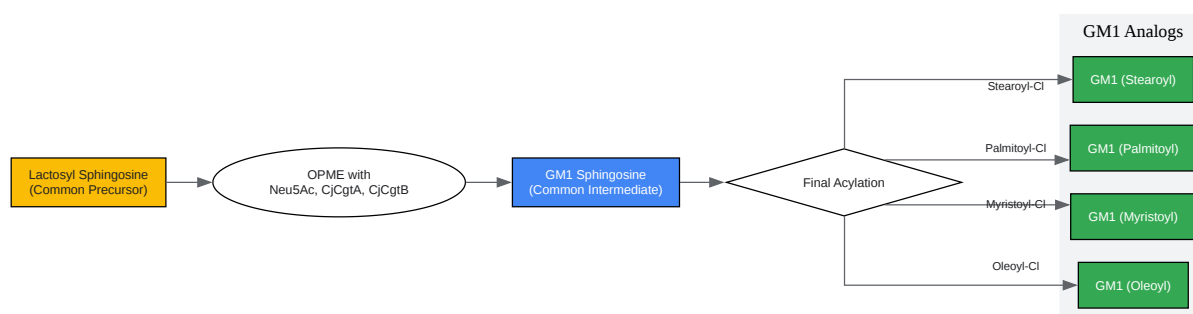 Lactosyl Sphingosine
(Common Precursor)
OPME with
Neu5Ac, CjCgtA, CjCgtB
GM1 Sphingosine
(Common Intermediate)
Final Acylation
Stearoyl-Cl
Palmitoyl-Cl
Myristoyl-Cl
Oleoyl-Cl
GM1 Analogs
GM1 (Stearoyl)
GM1 (Palmitoyl)
GM1 (Myristoyl)
GM1 (Oleoyl)